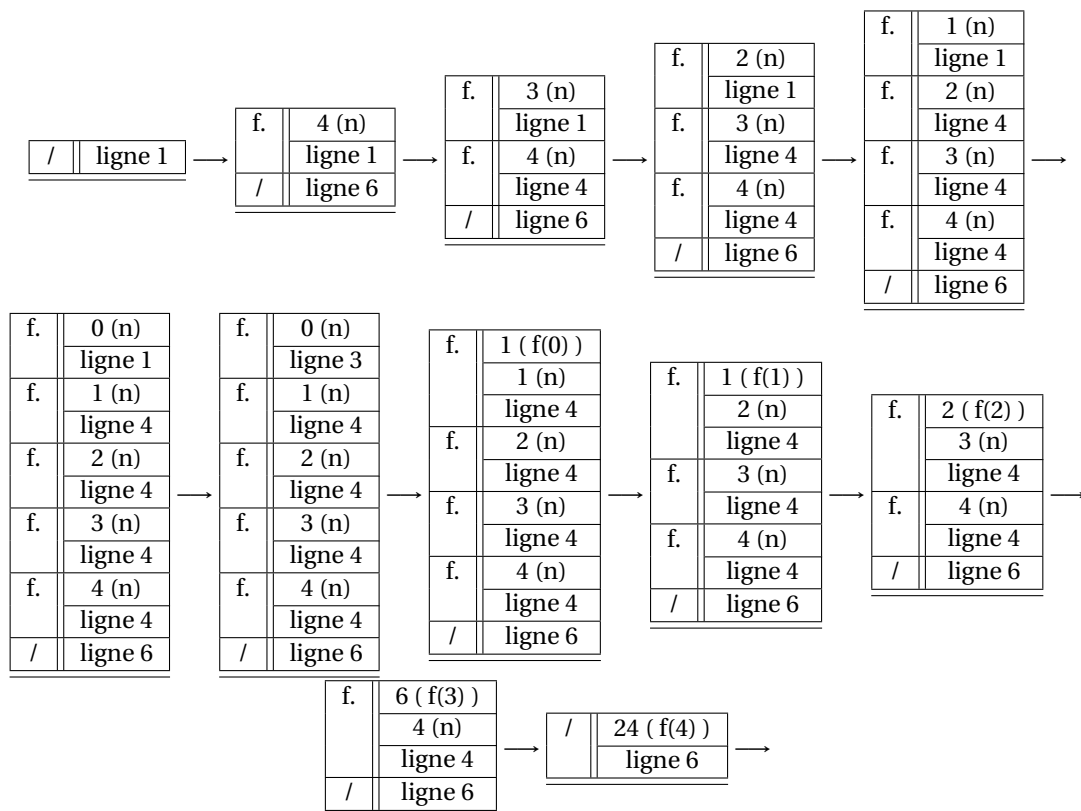 / ligne 1
f. 4 (n)
ligne 1
/ ligne 6
f. 3 (n)
ligne 1
f. 4 (n)
ligne 4
/ ligne 6
f. 2 (n)
ligne 1
f. 3 (n)
ligne 4
f. 4 (n)
ligne 4
/ ligne 6
f. 1 (n)
ligne 1
f. 2 (n)
ligne 4
f. 3 (n)
ligne 4
f. 4 (n)
ligne 4
/ ligne 6
f. 0 (n)
ligne 1
f. 1 (n)
ligne 4
f. 2 (n)
ligne 4
f. 3 (n)
ligne 4
f. 4 (n)
ligne 4
/ ligne 6
f. 0 (n)
ligne 3
f. 1 (n)
ligne 4
f. 2 (n)
ligne 4
f. 3 (n)
ligne 4
f. 4 (n)
ligne 4
/ ligne 6
f. 1 ( f(0) )
1 (n)
ligne 4
f. 2 (n)
ligne 4
f. 3 (n)
ligne 4
f. 4 (n)
ligne 4
/ ligne 6
f. 1 ( f(1) )
2 (n)
ligne 4
f. 3 (n)
ligne 4
f. 4 (n)
ligne 4
/ ligne 6
f. 2 ( f(2) )
3 (n)
ligne 4
f. 4 (n)
ligne 4
/ ligne 6
f. 6 ( f(3) )
4 (n)
ligne 4
/ ligne 6
/ 24 ( f(4) )
ligne 6